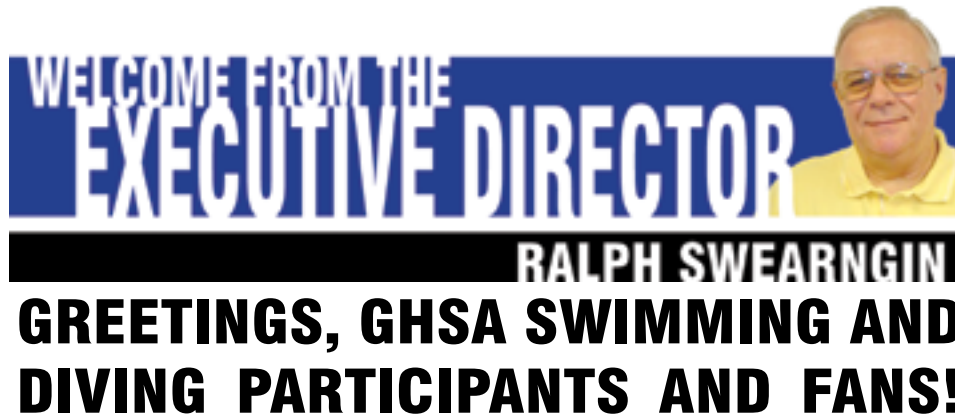 WELCOME FROM THE
EXECUTIVE DIRECTOR
RALPH SWEARNGIN
GREETINGS, GHSA SWIMMING AND
DIVING PARTICIPANTS AND FANS!